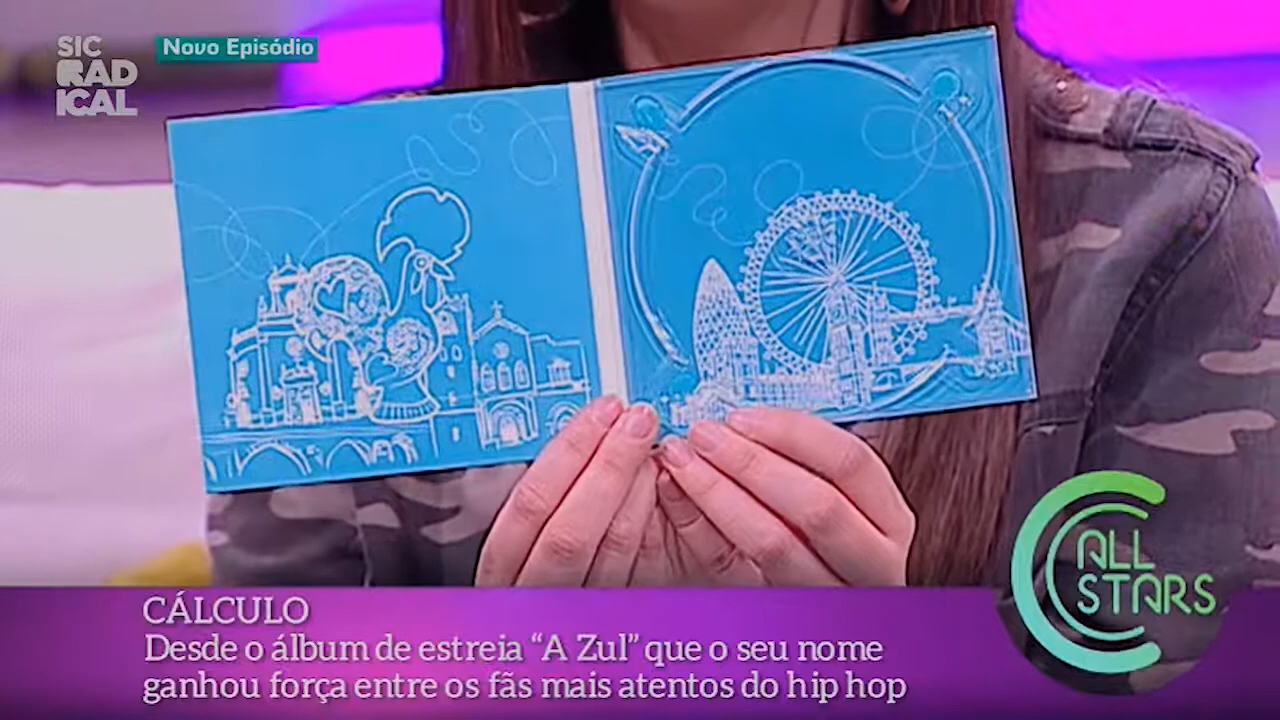 SIC
RAD
ICAL
Novo Episódio
ALL
STARS
CÁLCULO
Desde o álbum de estreia “A Zul” que o seu nome
ganhou força entre os fãs mais atentos do hip hop